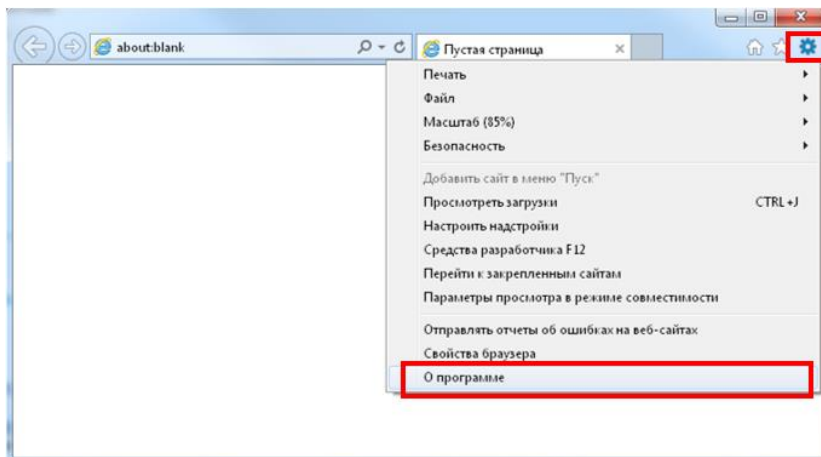 about:blank
Пустая страница
Печать
Файл
Масштаб (85%)
Безопасность
Добавить сайт в меню "Пуск"
Просмотреть загрузки CTRL+J
Настроить надстройки
Средства разработчика F12
Перейти к закрепленным сайтам
Параметры просмотра в режиме совместимости
Отправлять отчеты об ошибках на веб-сайтах
Свойства браузера
О программе